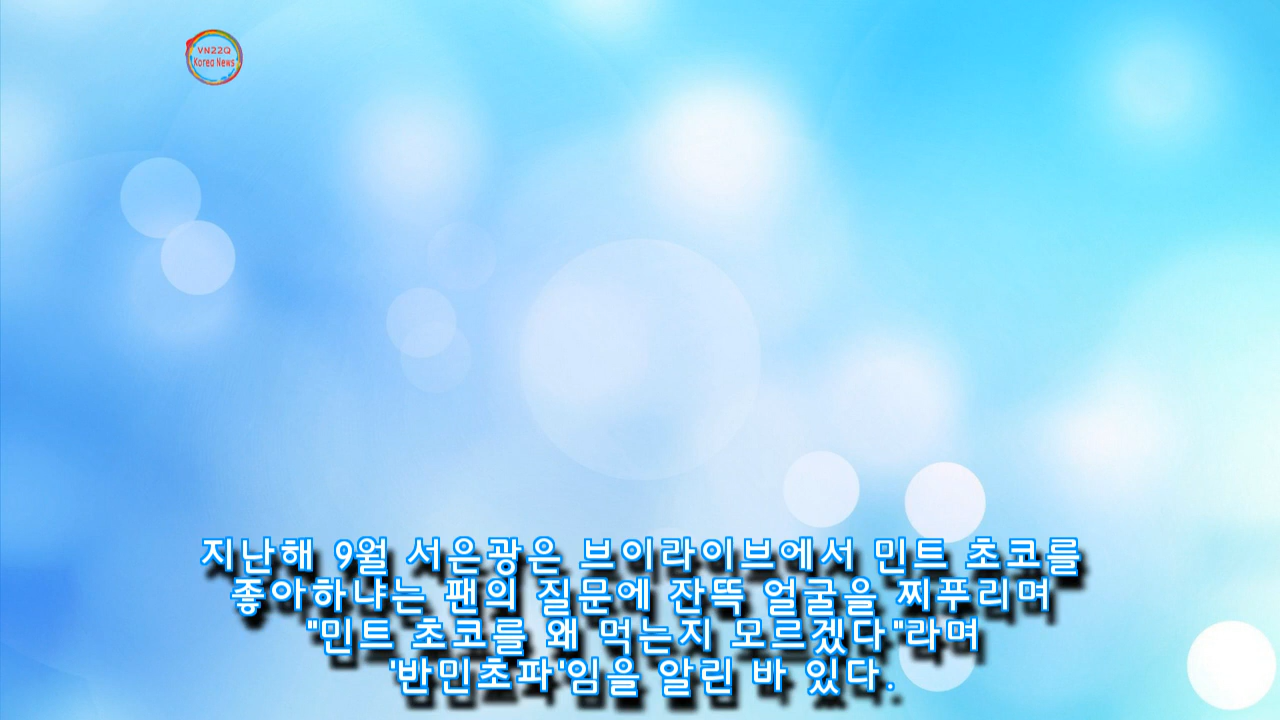 VN22Q
Korea News
지난해 9월 서은광은 브이라이브에서 민트 초코를
좋아하냐는 팬의 질문에 잔뜩 얼굴을 찌푸리며
"민트 초코를 왜 먹는지 모르겠다"라며
'반민초파'임을 알린 바 있다.